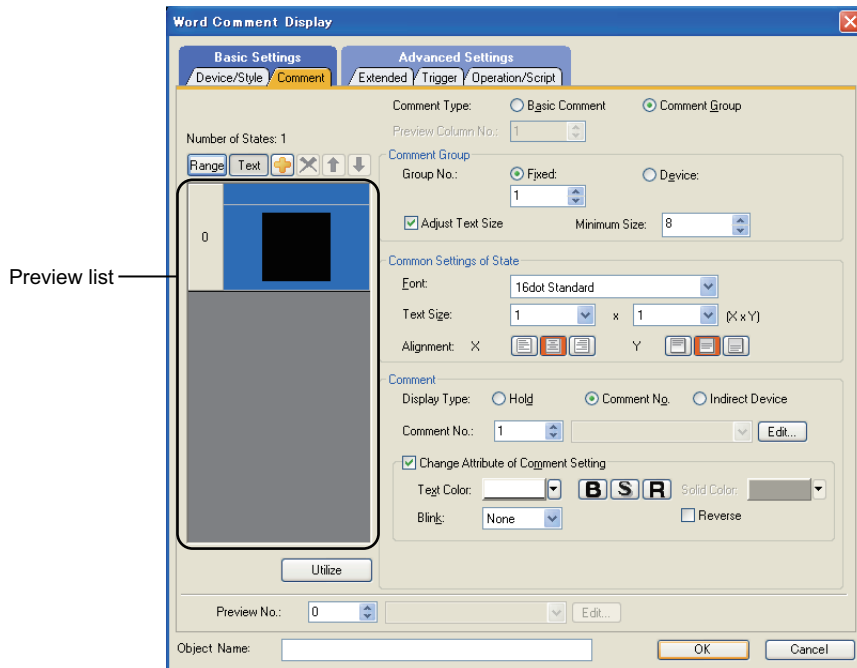 Word Comment Display
Basic Settings
Advanced Settings
Device/Style
Comment
Extended
Trigger
Operation/Script
Comment Type:
Basic Comment
Comment Group
Number of States: 1
Preview Column No.:
1
Range
Text
Comment Group
Group No.:
Fixed:
Device:
1
Adjust Text Size
Minimum Size:
8
0
Preview list
Common Settings of State
Font:
16dot Standard
Text Size:
1
x
1
(X x Y)
Alignment:
X
Y
Comment
Display Type:
Hold
Comment No.
Indirect Device
Comment No.:
1
Edit...
Change Attribute of Comment Setting
Text Color:
B
S
R
Solid Color:
Blink:
None
Reverse
Utilize
Preview No.:
0
Edit...
Object Name:
OK
Cancel